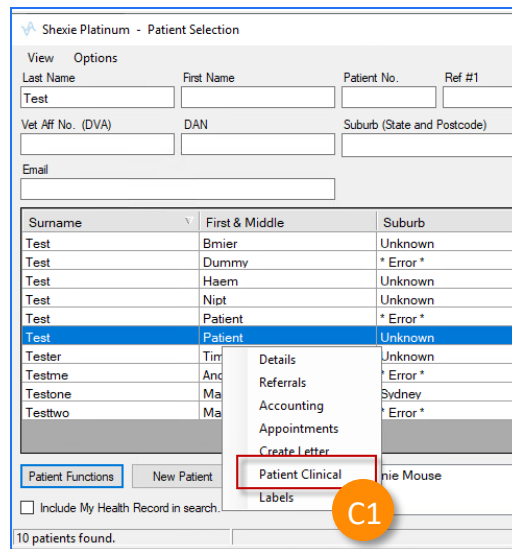 Shexie Platinum - Patient Selection
View Options
Last Name First Name Patient No. Ref #1
Test
Vet Aff No. (DVA) DAN Suburb (State and Postcode)
Email
Surname First & Middle Suburb
Test Bmier Unknown
Test Dummy * Error *
Test Haem Unknown
Test Nipt Unknown
Test Patient * Error *
Test Patient Unknown
Tester Tim Unknown
Testme And * Error *
Testone Ma Sydney
Testtwo Ma * Error *
Details
Referrals
Accounting
Appointments
Create Letter
Patient Clinical
Labels
Patient Functions New Patient nie Mouse
Include My Health Record in search.
C1
10 patients found.